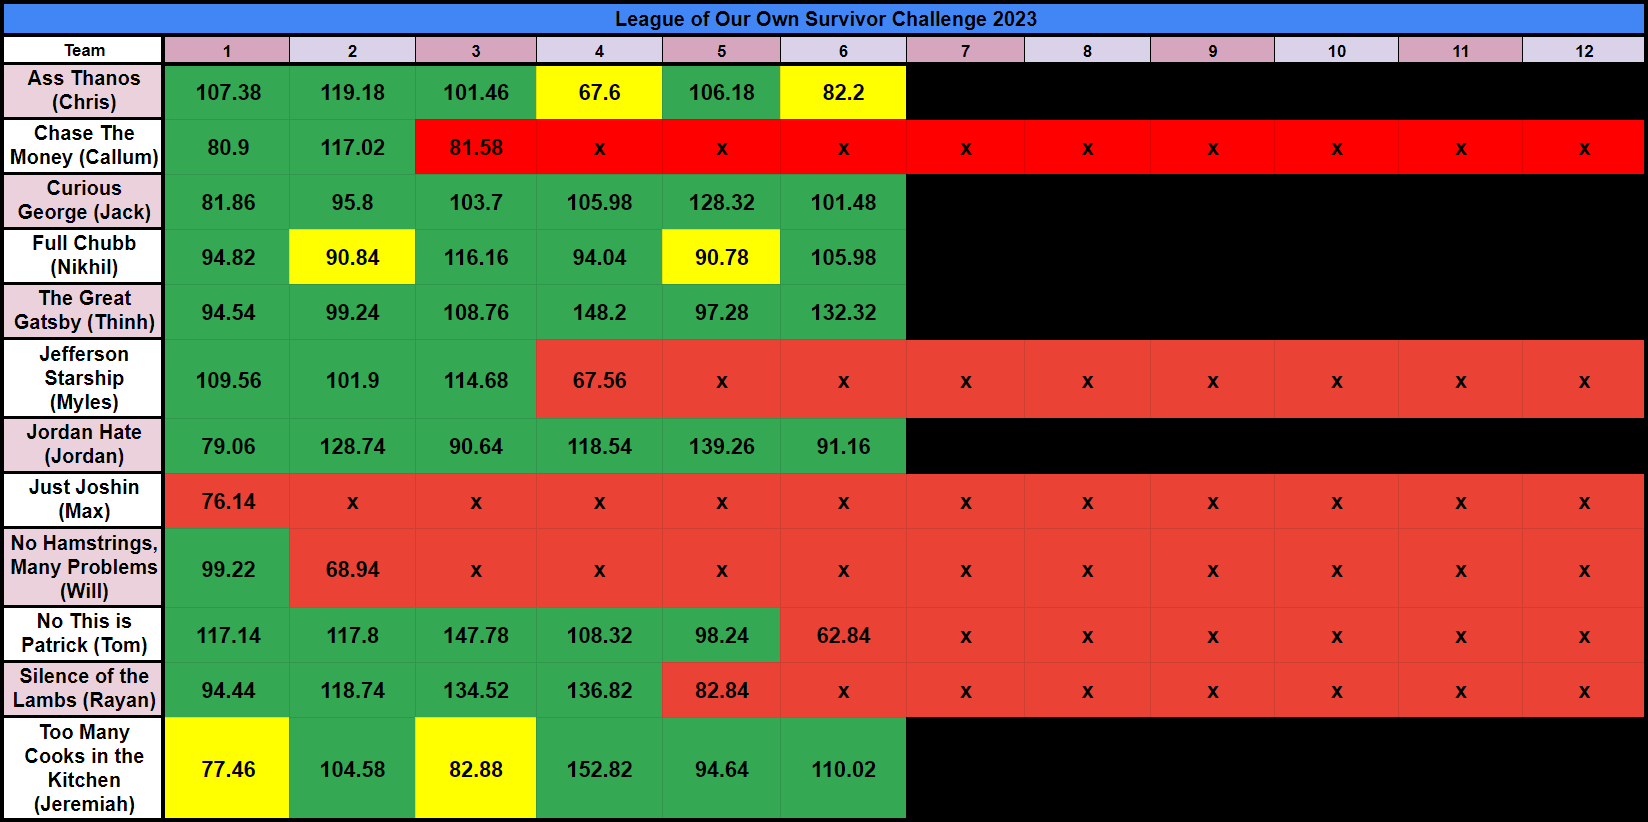 League of Our Own Survivor Challenge 2023
Team 1 2 3 4 5 6 7 8 9 10 11 12
Ass Thanos
(Chris) 107.38 119.18 101.46 67.6 106.18 82.2
Chase The
Money (Callum) 80.9 117.02 81.58 x x x x x x x x x
Curious
George (Jack) 81.86 95.8 103.7 105.98 128.32 101.48
Full Chubb
(Nikhil) 94.82 90.84 116.16 94.04 90.78 105.98
The Great
Gatsby (Thinh) 94.54 99.24 108.76 148.2 97.28 132.32
Jefferson
Starship
(Myles) 109.56 101.9 114.68 67.56 x x x x x x x x
Jordan Hate
(Jordan) 79.06 128.74 90.64 118.54 139.26 91.16
Just Joshin
(Max) 76.14 x x x x x x x x x x x
No Hamstrings,
Many Problems
(Will) 99.22 68.94 x x x x x x x x x x
No This is
Patrick (Tom) 117.14 117.8 147.78 108.32 98.24 62.84 x x x x x x
Silence of the
Lambs (Rayan) 94.44 118.74 134.52 136.82 82.84 x x x x x x x
Too Many
Cooks in the
Kitchen
(Jeremiah) 77.46 104.58 82.88 152.82 94.64 110.02